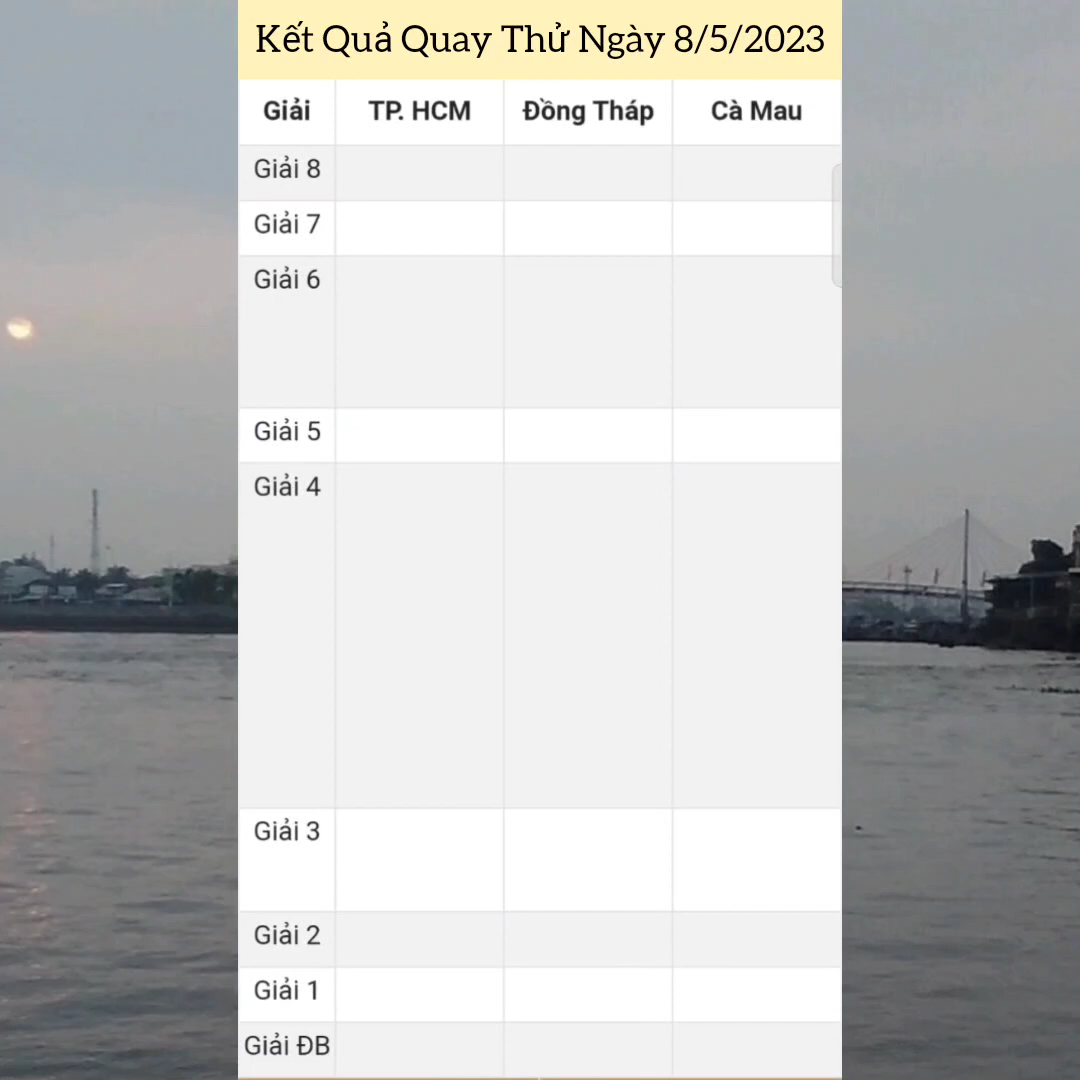 Kết Quả Quay Thử Ngày 8/5/2023
Giải TP. HCM Đồng Tháp Cà Mau
Giải 8
Giải 7
Giải 6
Giải 5
Giải 4
Giải 3
Giải 2
Giải 1
Giải ĐB